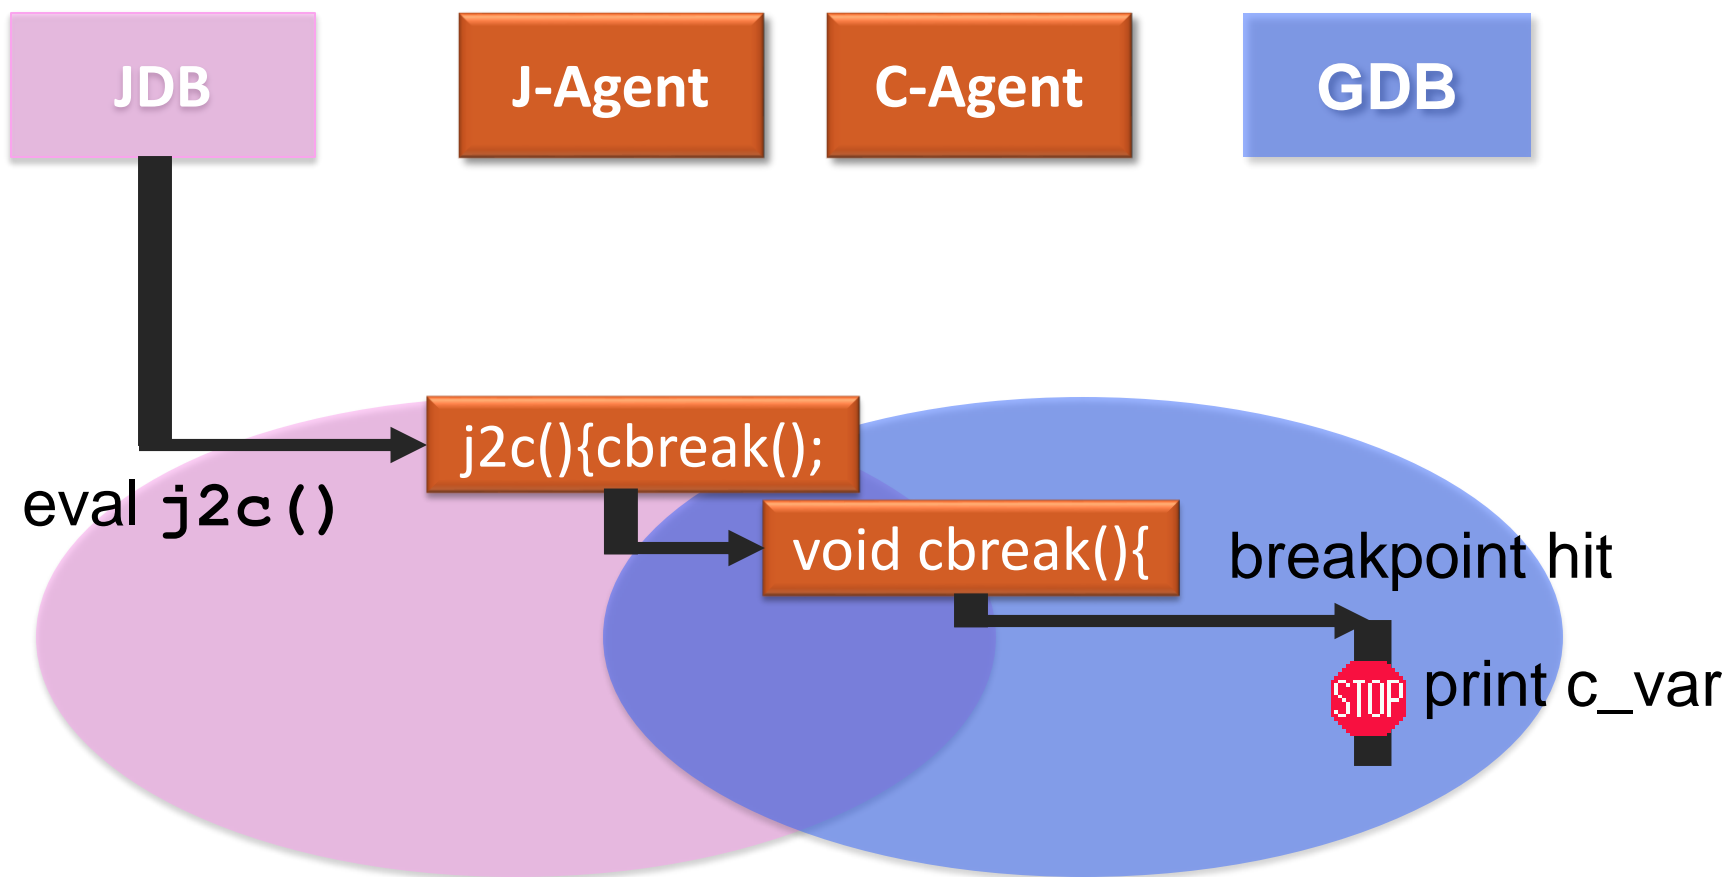 JDB
J-Agent
C-Agent
GDB
j2c(){cbreak();
eval j2c()
void cbreak(){
breakpoint hit
STOP
print c_var